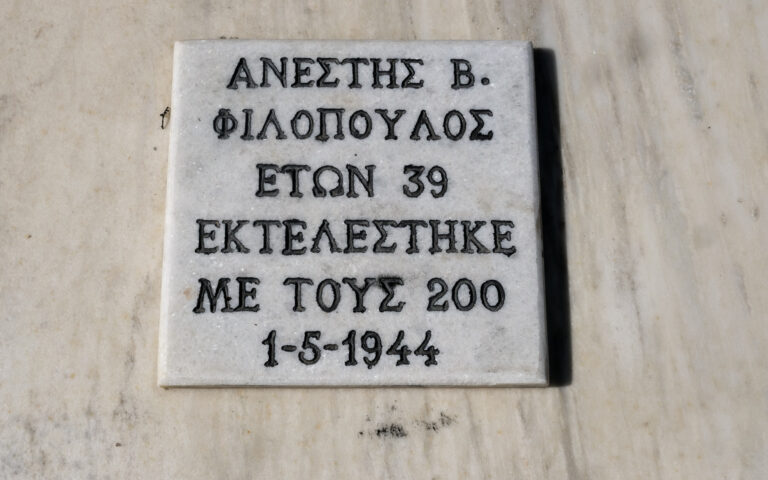 ΑΝΕΣΤΗΣ Β.
ΦΙΛΟΠΟΥΛΟΣ
ΕΤΩΝ 39
ΕΚΤΕΛΕΣΤΗΚΕ
ΜΕ ΤΟΥΣ 200
1-5-1944